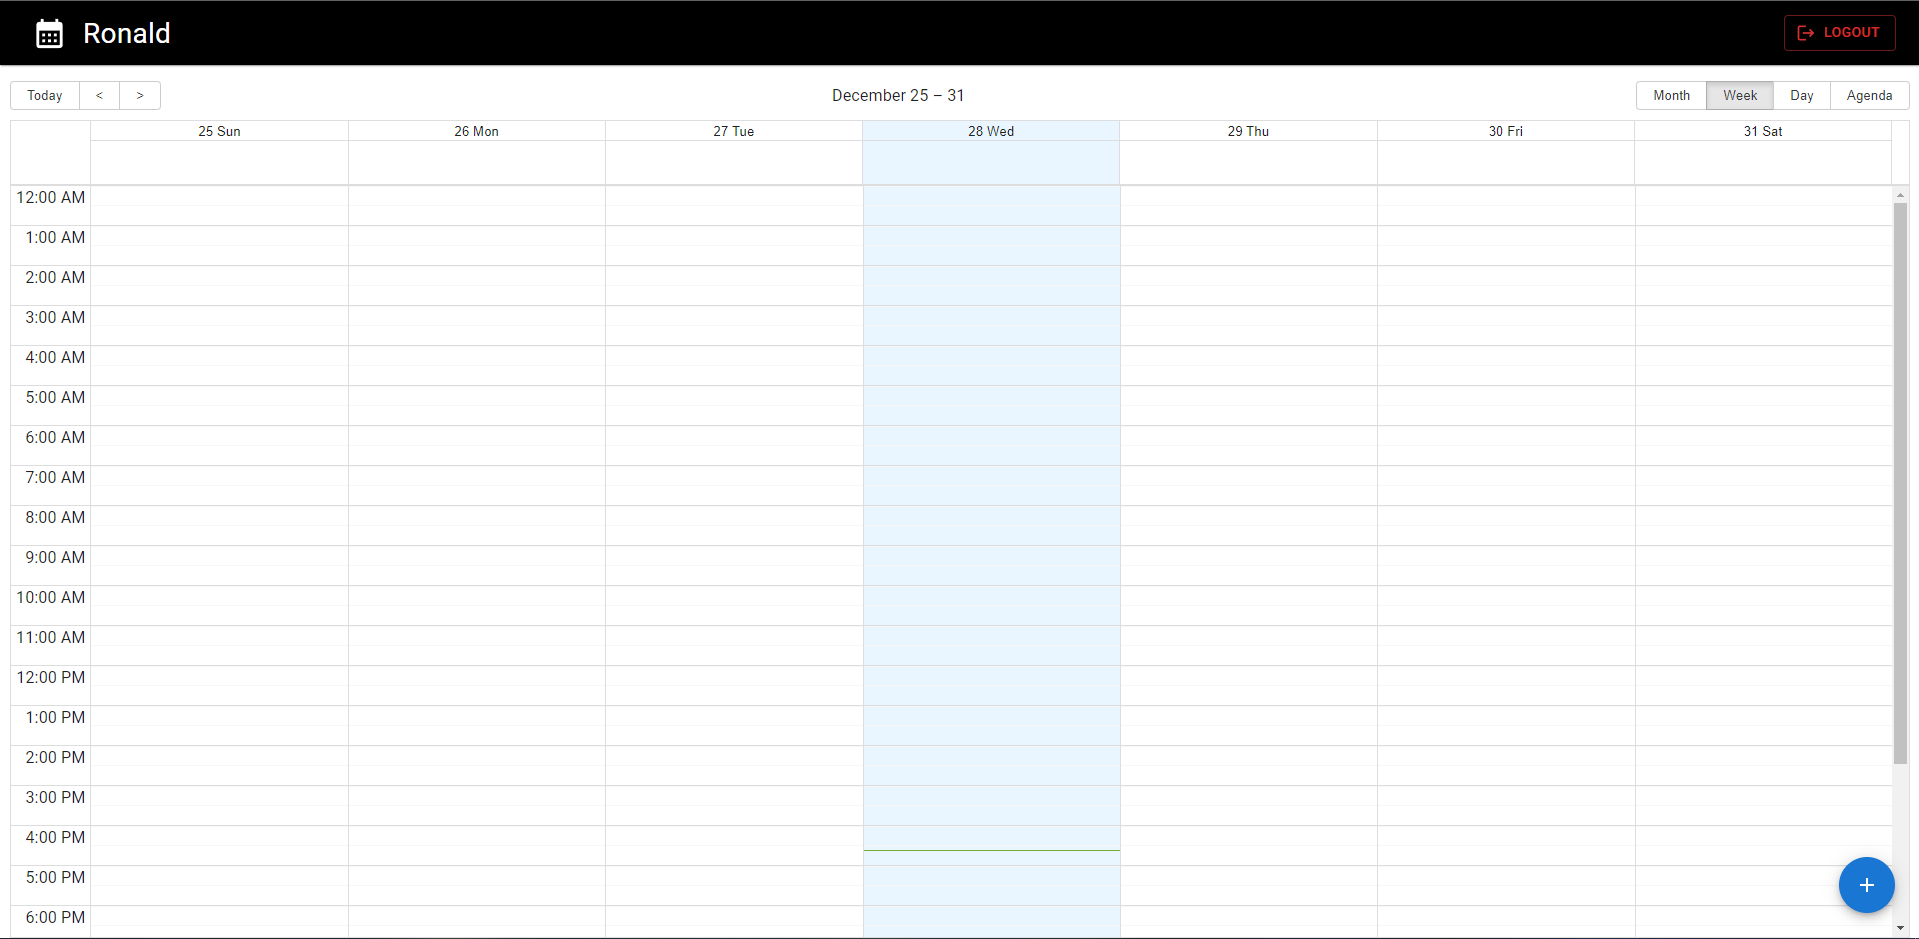 Ronald
LOGOUT
Today < >
December 25 – 31
Month Week Day Agenda
25 Sun 26 Mon 27 Tue 28 Wed 29 Thu 30 Fri 31 Sat
12:00 AM
1:00 AM
2:00 AM
3:00 AM
4:00 AM
5:00 AM
6:00 AM
7:00 AM
8:00 AM
9:00 AM
10:00 AM
11:00 AM
12:00 PM
1:00 PM
2:00 PM
3:00 PM
4:00 PM
5:00 PM
6:00 PM
+